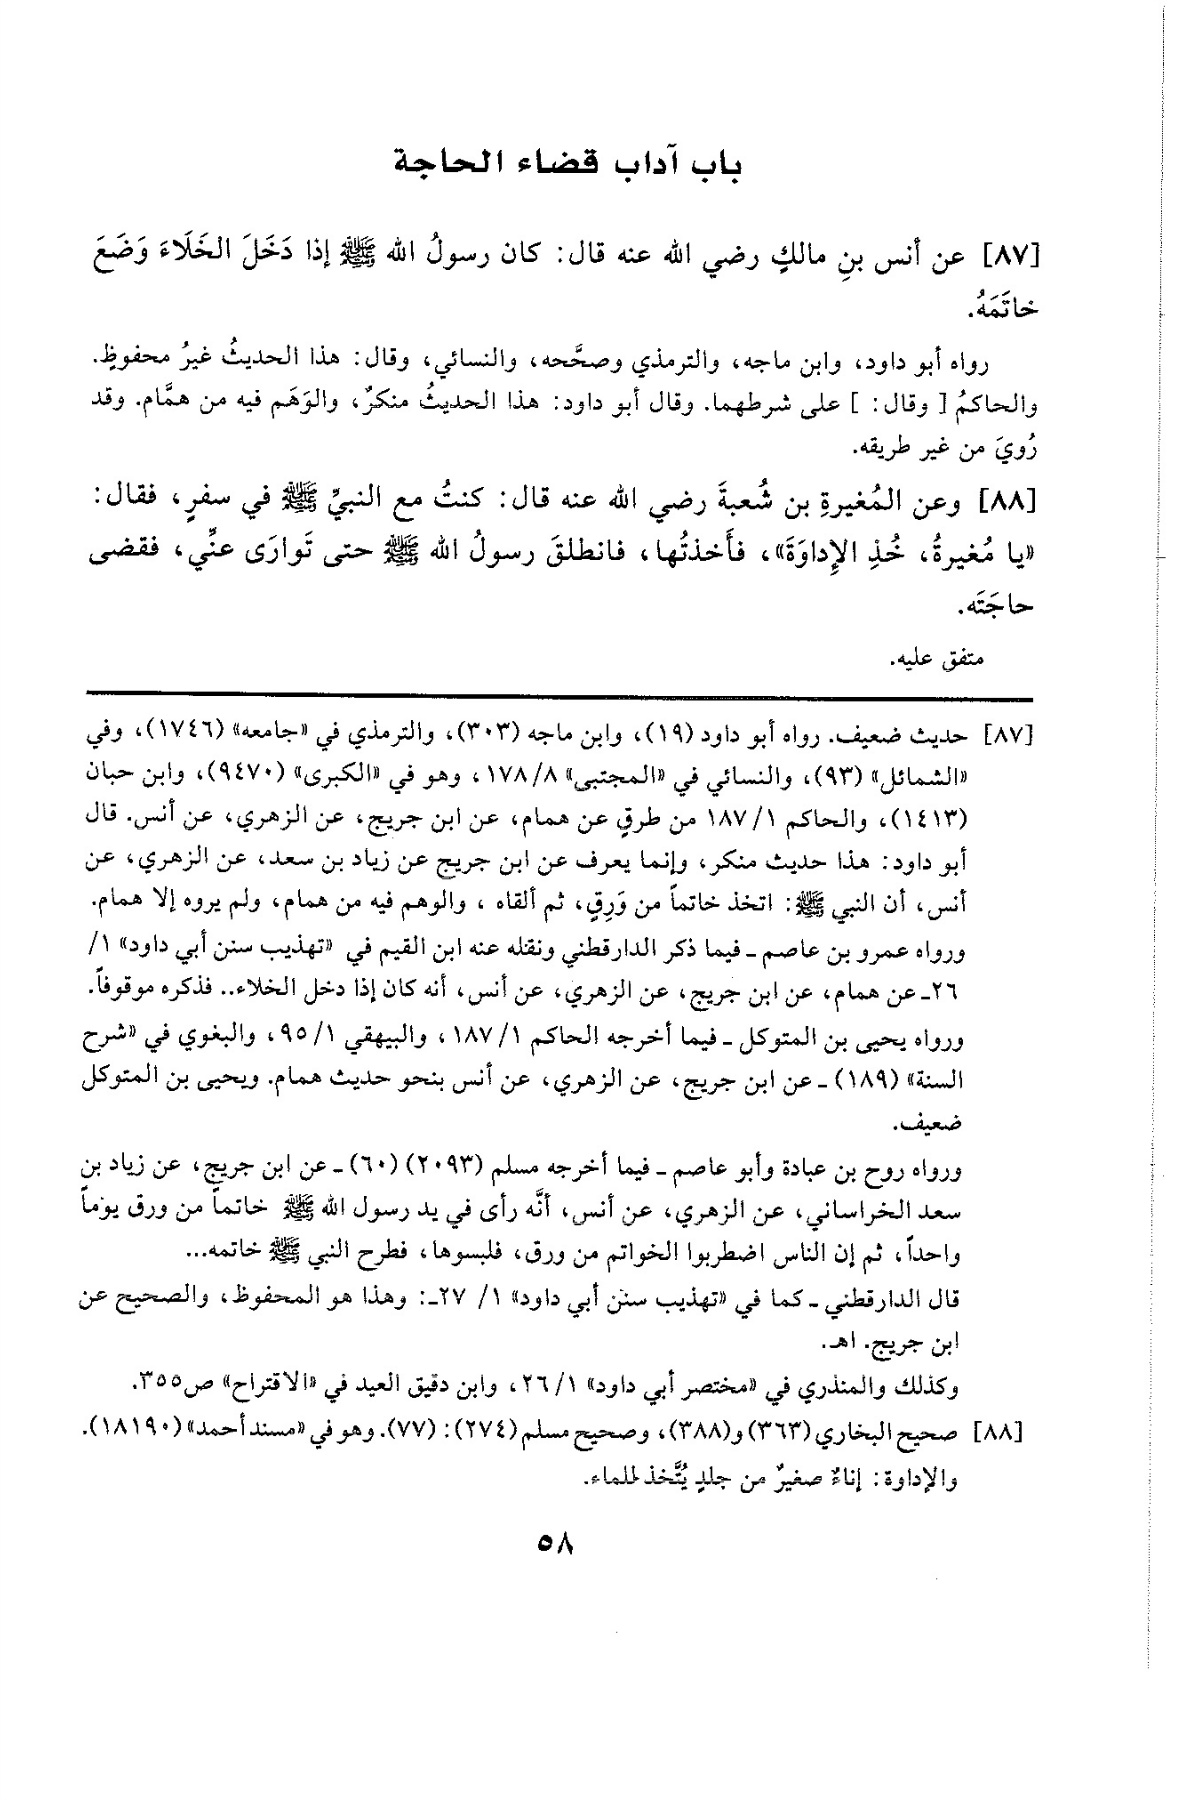 باب آداب قضاء الحاجة
[٨٧] عن أنس بنِ مالكٍ رضي الله عنه قال: كان رسولُ الله ﷺ إذا دَخَلَ الخَلَاءَ وَضَعَ
خاتَمَهُ.
رواه أبو داود، وابن ماجه، والترمذي وصحَّحه، والنسائي، وقال: هذا الحديثُ غيرُ محفوظٍ.
والحاكمُ [ وقال: ] على شرطهما. وقال أبو داود: هذا الحديثُ منكرٌ، والوَهَم فيه من همَّام. وقد
رُويَ من غير طريقه.
[٨٨] وعن المُغيرةِ بن شُعبةَ رضي الله عنه قال: كنتُ مع النبيِّ ﷺ في سفرٍ، فقال:
«يا مُغيرةُ، خُذِ الإِداوَةَ»، فأَخذتُها، فانطلقَ رسولُ الله ﷺ حتى تَوارَى عنِّي، فقضى
حاجَتَه.
متفق عليه.
[٨٧] حديث ضعيف. رواه أبو داود (١٩)، وابن ماجه (٣٠٣)، والترمذي في «جامعه» (١٧٤٦)، وفي
«الشمائل» (٩٣)، والنسائي في «المجتبى» ١٧٨/٨، وهو في «الكبرى» (٩٤٧٠)، وابن حبان
(١٤١٣)، والحاكم ١٨٧/١ من طرقٍ عن همام، عن ابن جريج، عن الزهري، عن أنس. قال
أبو داود: هذا حديث منكر، وإنما يعرف عن ابن جريج عن زياد بن سعد، عن الزهري، عن
أنس، أن النبي ﷺ: اتخذ خاتماً من وَرِقٍ، ثم ألقاه ، والوهم فيه من همام، ولم يروه إلا همام.
ورواه عمرو بن عاصم ـ فيما ذكر الدارقطني ونقله عنه ابن القيم في «تهذيب سنن أبي داود» ١/
٢٦ـ عن همام، عن ابن جريج، عن الزهري، عن أنس، أنه كان إذا دخل الخلاء.. فذكره موقوفاً.
ورواه يحيى بن المتوكل ـ فيما أخرجه الحاكم ١٨٧/١، والبيهقي ٩٥/١، والبغوي في «شرح
السنة» (١٨٩) ـ عن ابن جريج، عن الزهري، عن أنس بنحو حديث همام. ويحيى بن المتوكل
ضعيف.
ورواه روح بن عبادة وأبو عاصم ـ فيما أخرجه مسلم (٢٠٩٣) (٦٠) ـ عن ابن جريج، عن زياد بن
سعد الخراساني، عن الزهري، عن أنس، أنَّه رأى في يد رسول الله ﷺ خاتماً من ورق يوماً
واحداً، ثم إن الناس اضطربوا الخواتم من ورق، فلبسوها، فطرح النبي ﷺ خاتمه...
قال الدارقطني ـ كما في «تهذيب سنن أبي داود» ١/ ٢٧ـ: وهذا هو المحفوظ، والصحيح عن
ابن جريج. اهـ.
وكذلك والمنذري في «مختصر أبي داود» ٢٦/١، وابن دقيق العيد في «الاقتراح» ص٣٥٥.
[٨٨] صحيح البخاري (٣٦٣) و(٣٨٨)، وصحيح مسلم (٢٧٤): (٧٧). وهو في «مسند أحمد» (١٨١٩٠).
والإداوة: إناءٌ صغيرٌ من جلدٍ يُتَّخذ للماء.
٥٨